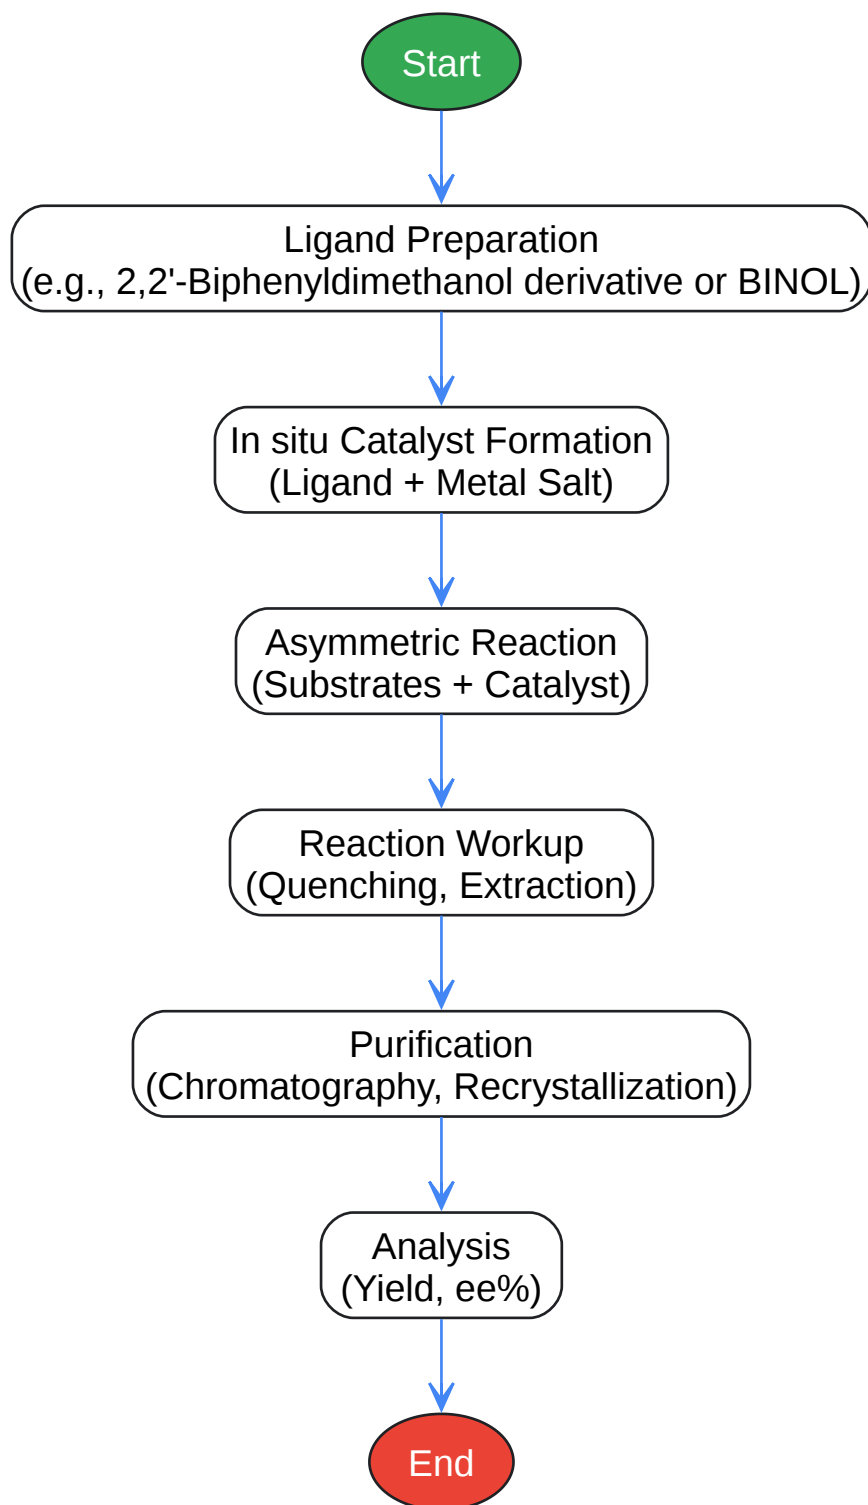 Start
Ligand Preparation
(e.g., 2,2'-Biphenyldimethanol derivative or BINOL)
In situ Catalyst Formation
(Ligand + Metal Salt)
Asymmetric Reaction
(Substrates + Catalyst)
Reaction Workup
(Quenching, Extraction)
Purification
(Chromatography, Recrystallization)
Analysis
(Yield, ee%)
End